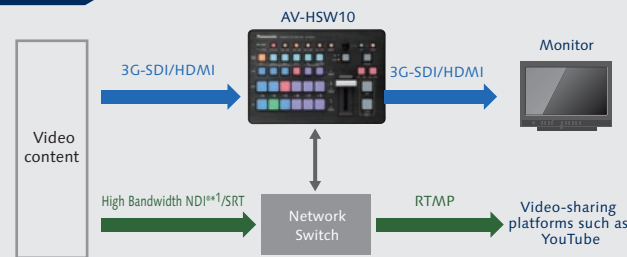 AV-HSW10
Monitor
3G-SDI/HDMI
3G-SDI/HDMI
Panasonic
Video
content
High Bandwidth NDI®*1/SRT
Network
Switch
RTMP
Video-sharing
platforms such as
YouTube